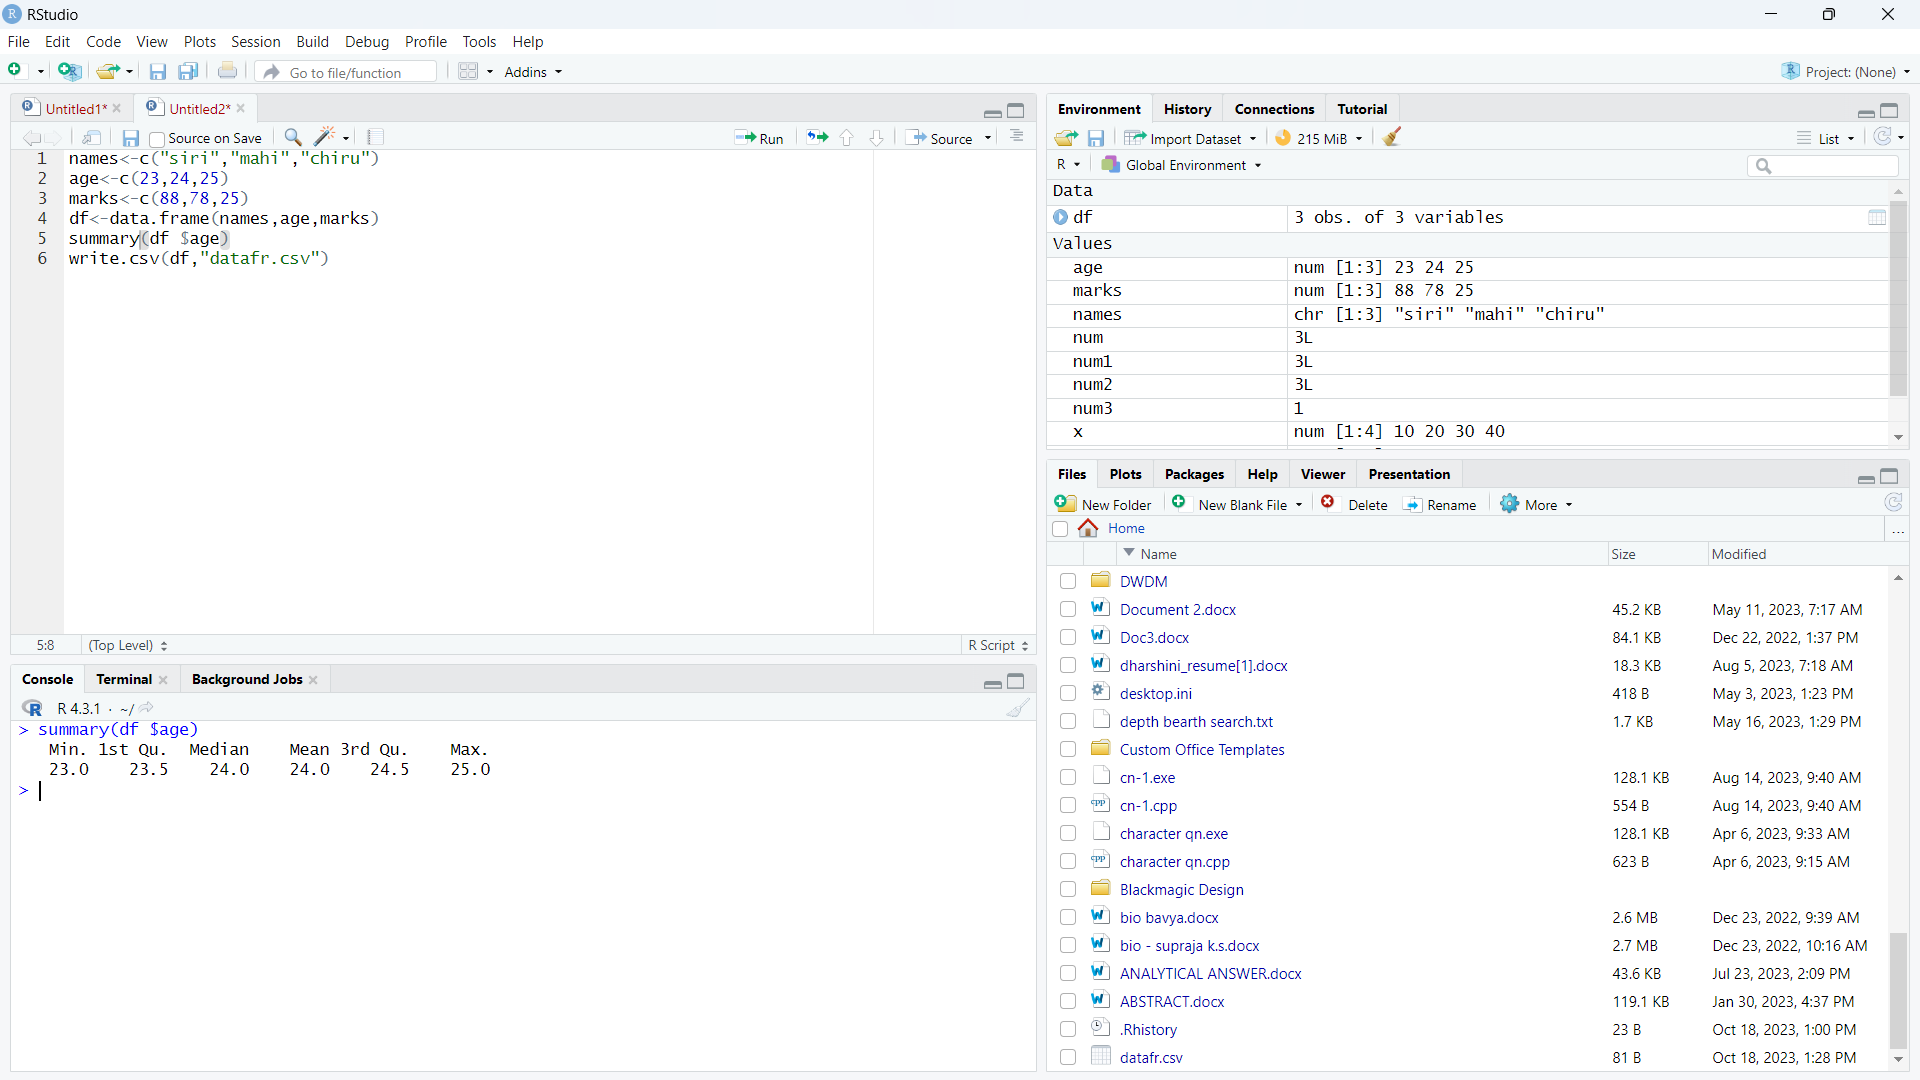 RStudio
File Edit Code View Plots Session Build Debug Profile Tools Help
Go to file/function Addins Project: (None)
Untitled1* Untitled2*
Source on Save Run Source
1 names<-c("siri","mahi","chiru")
2 age<-c(23,24,25)
3 marks<-c(88,78,25)
4 df<-data.frame(names,age,marks)
5 summary(df $age)
6 write.csv(df,"datafr.csv")
5:8 (Top Level) R Script
Console Terminal Background Jobs
R 4.3.1 · ~/
> summary(df $age)
Min. 1st Qu. Median Mean 3rd Qu. Max.
23.0 23.5 24.0 24.0 24.5 25.0
>
Environment History Connections Tutorial
Import Dataset 215 MiB List
R Global Environment
Data
df 3 obs. of 3 variables
Values
age num [1:3] 23 24 25
marks num [1:3] 88 78 25
names chr [1:3] "siri" "mahi" "chiru"
num 3L
num1 3L
num2 3L
num3 1
x num [1:4] 10 20 30 40
Files Plots Packages Help Viewer Presentation
New Folder New Blank File Delete Rename More
Home ...
Name Size Modified
DWDM
Document 2.docx 45.2 KB May 11, 2023, 7:17 AM
Doc3.docx 84.1 KB Dec 22, 2022, 1:37 PM
dharshini_resume[1].docx 18.3 KB Aug 5, 2023, 7:18 AM
desktop.ini 418 B May 3, 2023, 1:23 PM
depth bearth search.txt 1.7 KB May 16, 2023, 1:29 PM
Custom Office Templates
cn-1.exe 128.1 KB Aug 14, 2023, 9:40 AM
cn-1.cpp 554 B Aug 14, 2023, 9:40 AM
character qn.exe 128.1 KB Apr 6, 2023, 9:33 AM
character qn.cpp 623 B Apr 6, 2023, 9:15 AM
Blackmagic Design
bio bavya.docx 2.6 MB Dec 23, 2022, 9:39 AM
bio - supraja k.s.docx 2.7 MB Dec 23, 2022, 10:16 AM
ANALYTICAL ANSWER.docx 43.6 KB Jul 23, 2023, 2:09 PM
ABSTRACT.docx 119.1 KB Jan 30, 2023, 4:37 PM
.Rhistory 23 B Oct 18, 2023, 1:00 PM
datafr.csv 81 B Oct 18, 2023, 1:28 PM